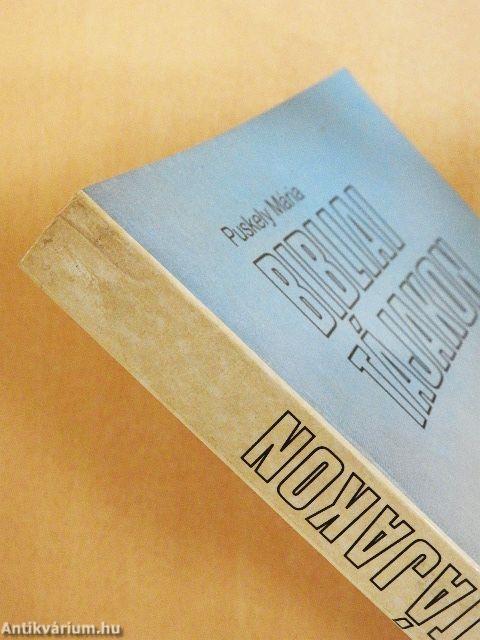 Puskely Mária
BIBLIAI
TÁJAKON
TÁJAKON
Antikvárium.hu